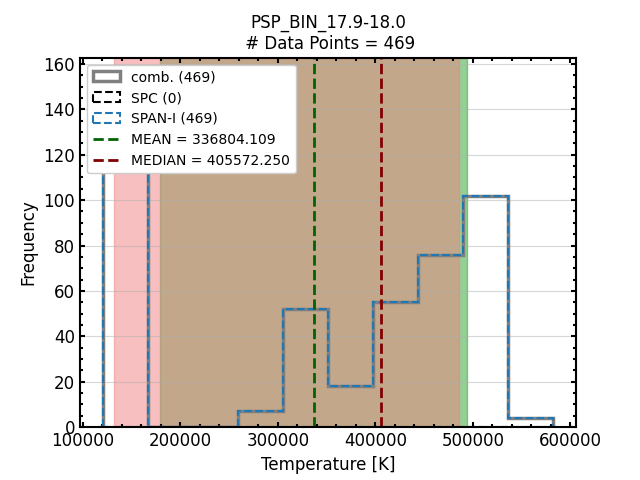 PSP_BIN_17.9-18.0
# Data Points = 469
160
140
120
100
80
60
40
20
0
Frequency
comb. (469)
SPC (0)
SPAN-I (469)
MEAN = 336804.109
MEDIAN = 405572.250
100000 200000 300000 400000 500000 600000
Temperature [K]